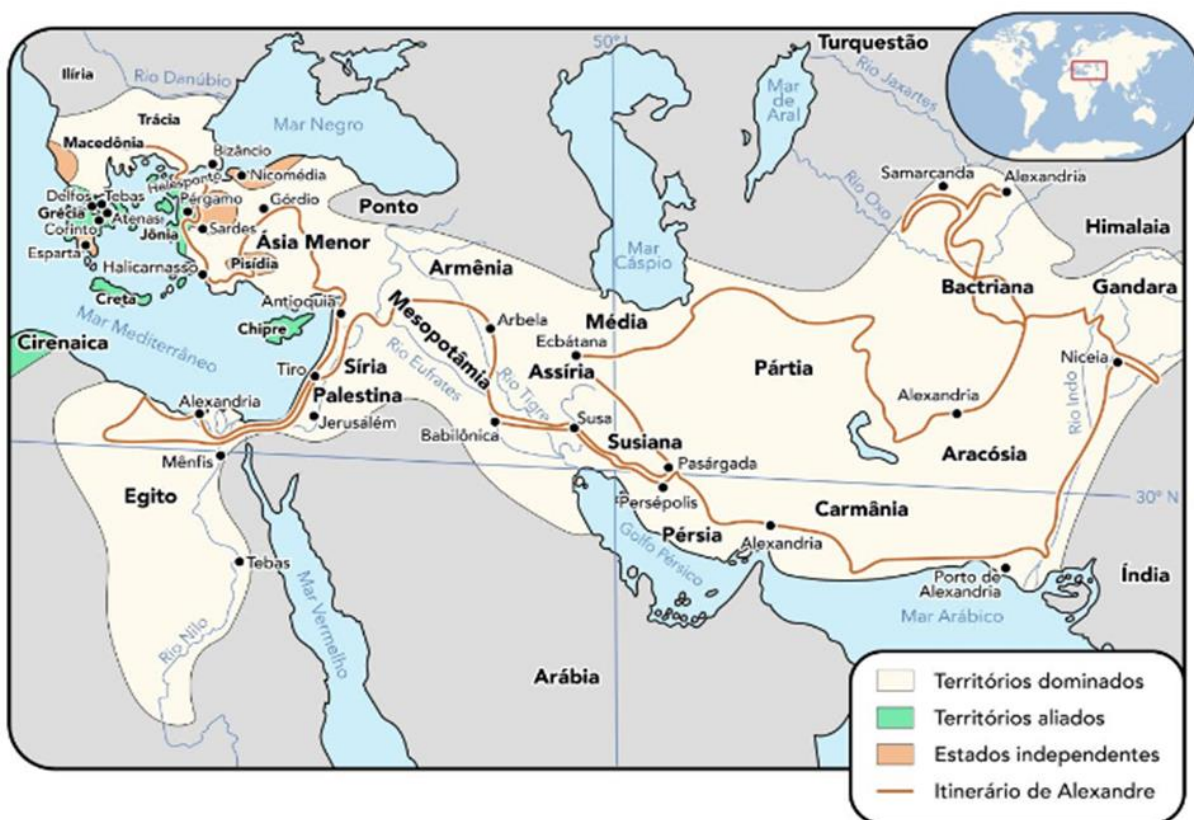 50° L
Turquestão
Ilíria
Rio Danúbio
Rio Jaxartes
Mar de Aral
Trácia
Mar Negro
Macedônia
Bizâncio
Helesponto
Nicomédia
Samarcanda
Alexandria
Rio Oxo
Delfos
Tebas
Pérgamo
Górdio
Ponto
Grécia
Atenas
Sardes
Mar Cáspio
Himalaia
Corinto
Jônia
Ásia Menor
Esparta
Pisídia
Armênia
Halicarnasso
Bactriana
Gandara
Creta
Antioquia
Mesopotâmia
Média
Mar Mediterrâneo
Chipre
Arbela
Cirenaica
Ecbátana
Niceia
Síria
Rio Eufrates
Assíria
Pártia
Tiro
Rio Tigre
Rio Indo
Palestina
Alexandria
Alexandria
Jerusalém
Susa
Babilônica
Susiana
Aracósia
Mênfis
Pasárgada
Egito
Persépolis
30° N
Carmânia
Pérsia
Alexandria
Golfo Pérsico
Tebas
Porto de Alexandria
Índia
Mar Vermelho
Mar Arábico
Rio Nilo
Arábia
Territórios dominados
Territórios aliados
Estados independentes
Itinerário de Alexandre